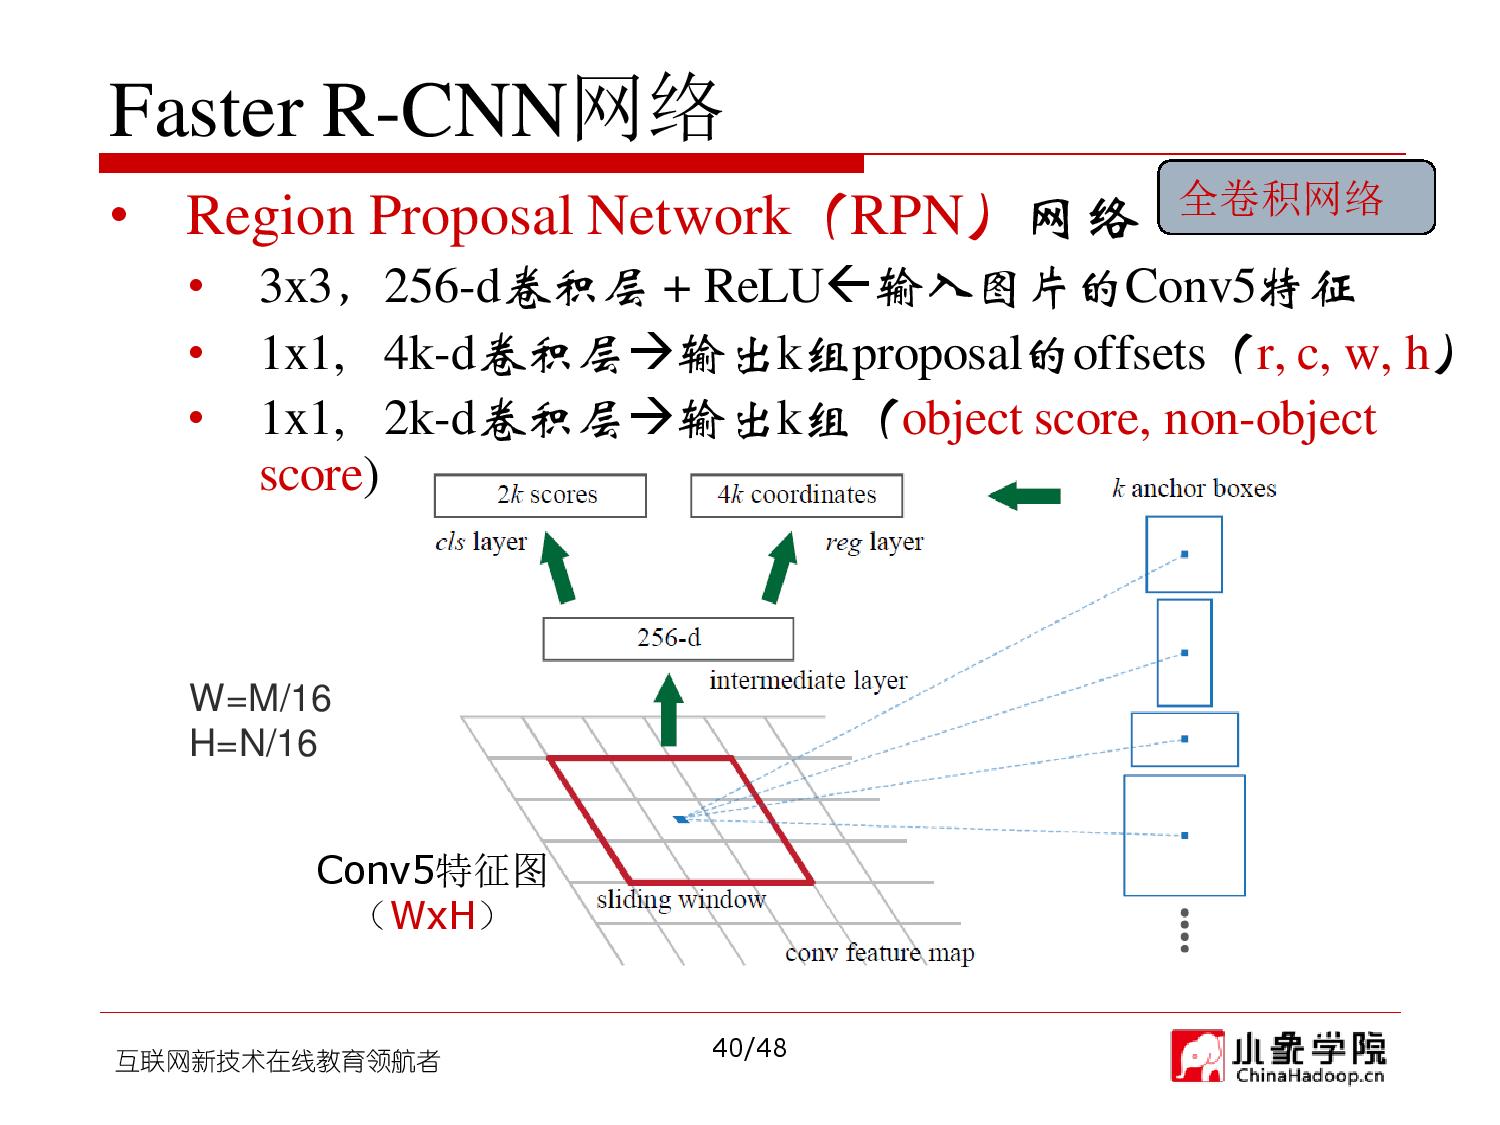 Faster R-CNN网络
全卷积网络
• Region Proposal Network（RPN）网络
• 3x3，256-d卷积层 + ReLU←输入图片的Conv5特征
• 1x1, 4k-d卷积层→输出k组proposal的offsets（r, c, w, h）
• 1x1, 2k-d卷积层→输出k组（object score, non-object
score)
2k scores
4k coordinates
k anchor boxes
cls layer
reg layer
256-d
intermediate layer
W=M/16
H=N/16
Conv5特征图
（WxH）
sliding window
conv feature map
互联网新技术在线教育领航者
40/48
小象学院
ChinaHadoop.cn